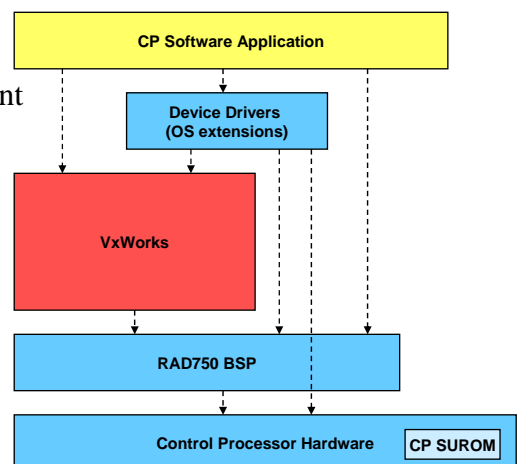 CP Software Application
nt
Device Drivers
(OS extensions)
VxWorks
RAD750 BSP
Control Processor Hardware
CP SUROM